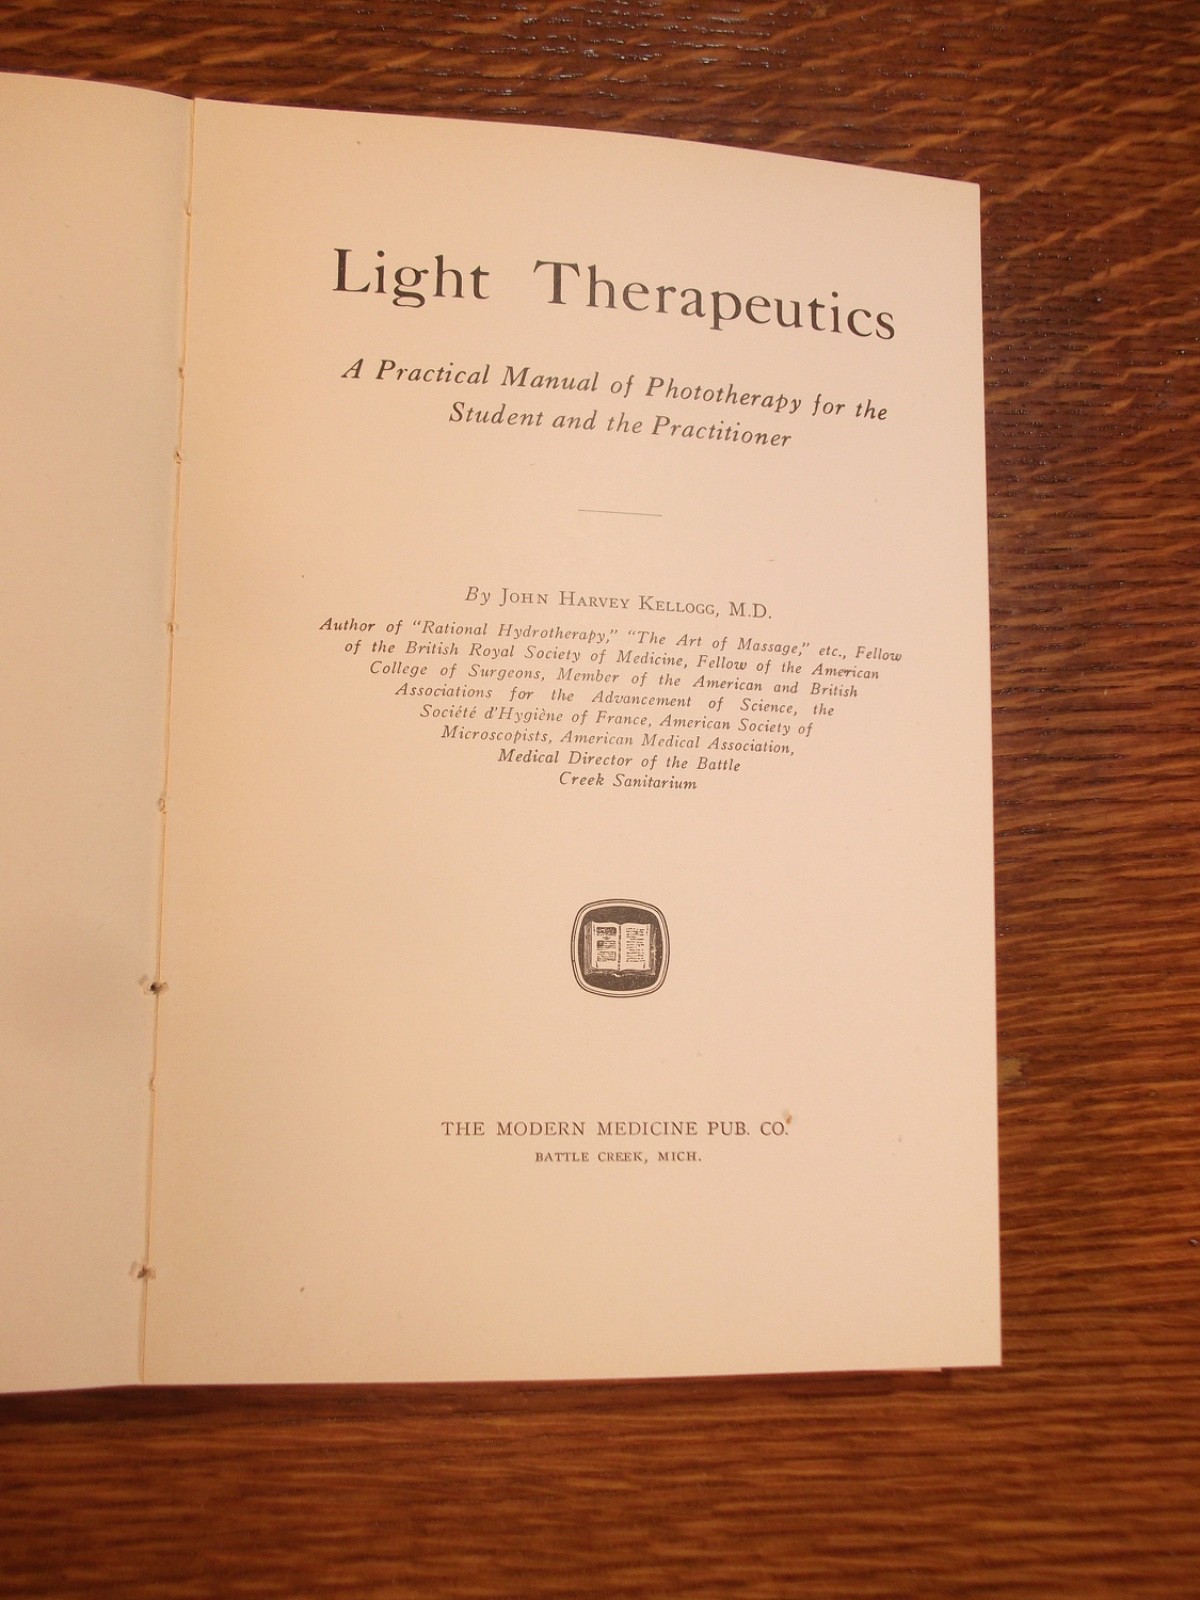 Light Therapeutics
A Practical Manual of Phototherapy for the
Student and the Practitioner
By JOHN HARVEY KELLOGG, M.D.
Author of "Rational Hydrotherapy," "The Art of Massage," etc., Fellow
of the British Royal Society of Medicine, Fellow of the American
College of Surgeons, Member of the American and British
Associations for the Advancement of Science, the
Société d'Hygiène of France, American Society of
Microscopists, American Medical Association,
Medical Director of the Battle
Creek Sanitarium
THE MODERN MEDICINE PUB. CO.
BATTLE CREEK, MICH.